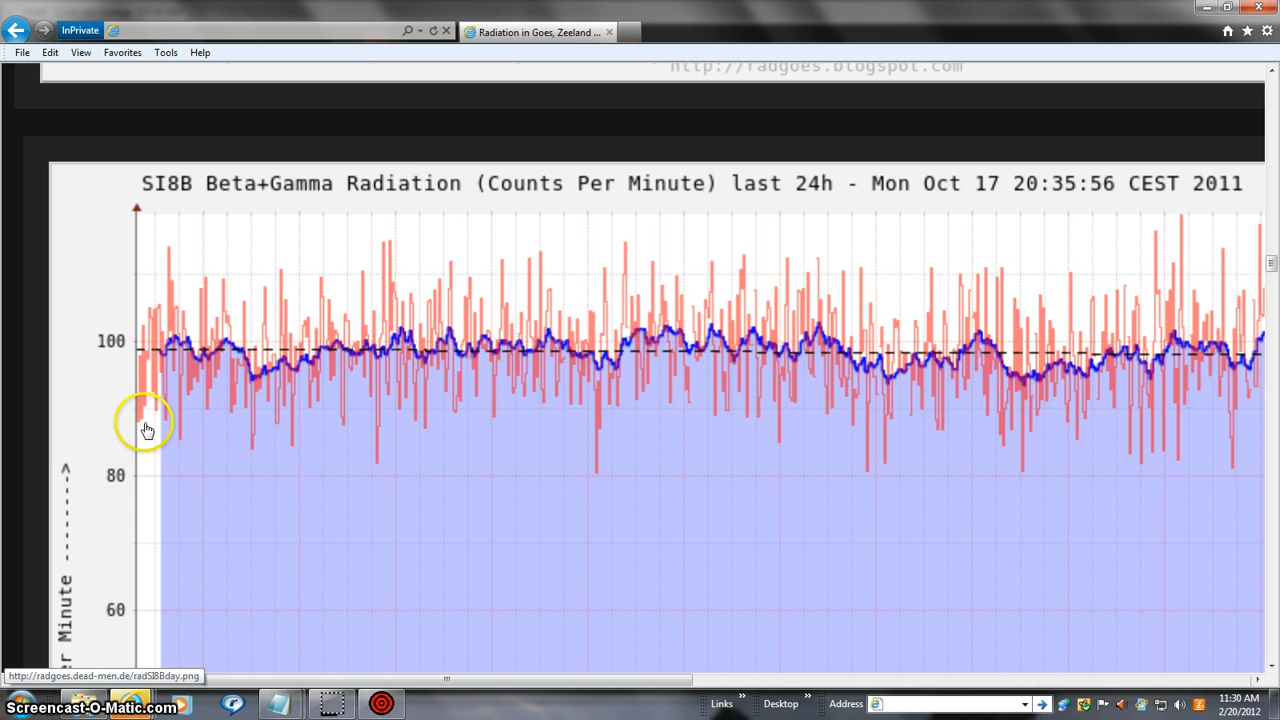 InPrivate
Radiation in Goes, Zeeland ...
File Edit View Favorites Tools Help
http://radgoes.blogspot.com
SI8B Beta+Gamma Radiation (Counts Per Minute) last 24h - Mon Oct 17 20:35:56 CEST 2011
100
80
60
er Minute -------->
http://radgoes.dead-men.de/radSI8Bday.png
Links » Desktop » Address
11:30 AM
2/20/2012
Screencast-O-Matic.com